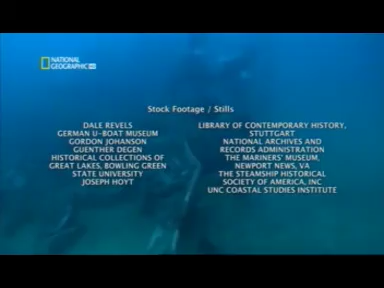 NATIONAL
GEOGRAPHIC HD
Stock Footage / Stills
DALE REVELS
GERMAN U-BOAT MUSEUM
GORDON JOHANSON
GUENTHER DEGEN
HISTORICAL COLLECTIONS OF
GREAT LAKES, BOWLING GREEN
STATE UNIVERSITY
JOSEPH HOYT
LIBRARY OF CONTEMPORARY HISTORY,
STUTTGART
NATIONAL ARCHIVES AND
RECORDS ADMINISTRATION
THE MARINERS' MUSEUM,
NEWPORT NEWS, VA
THE STEAMSHIP HISTORICAL
SOCIETY OF AMERICA, INC
UNC COASTAL STUDIES INSTITUTE